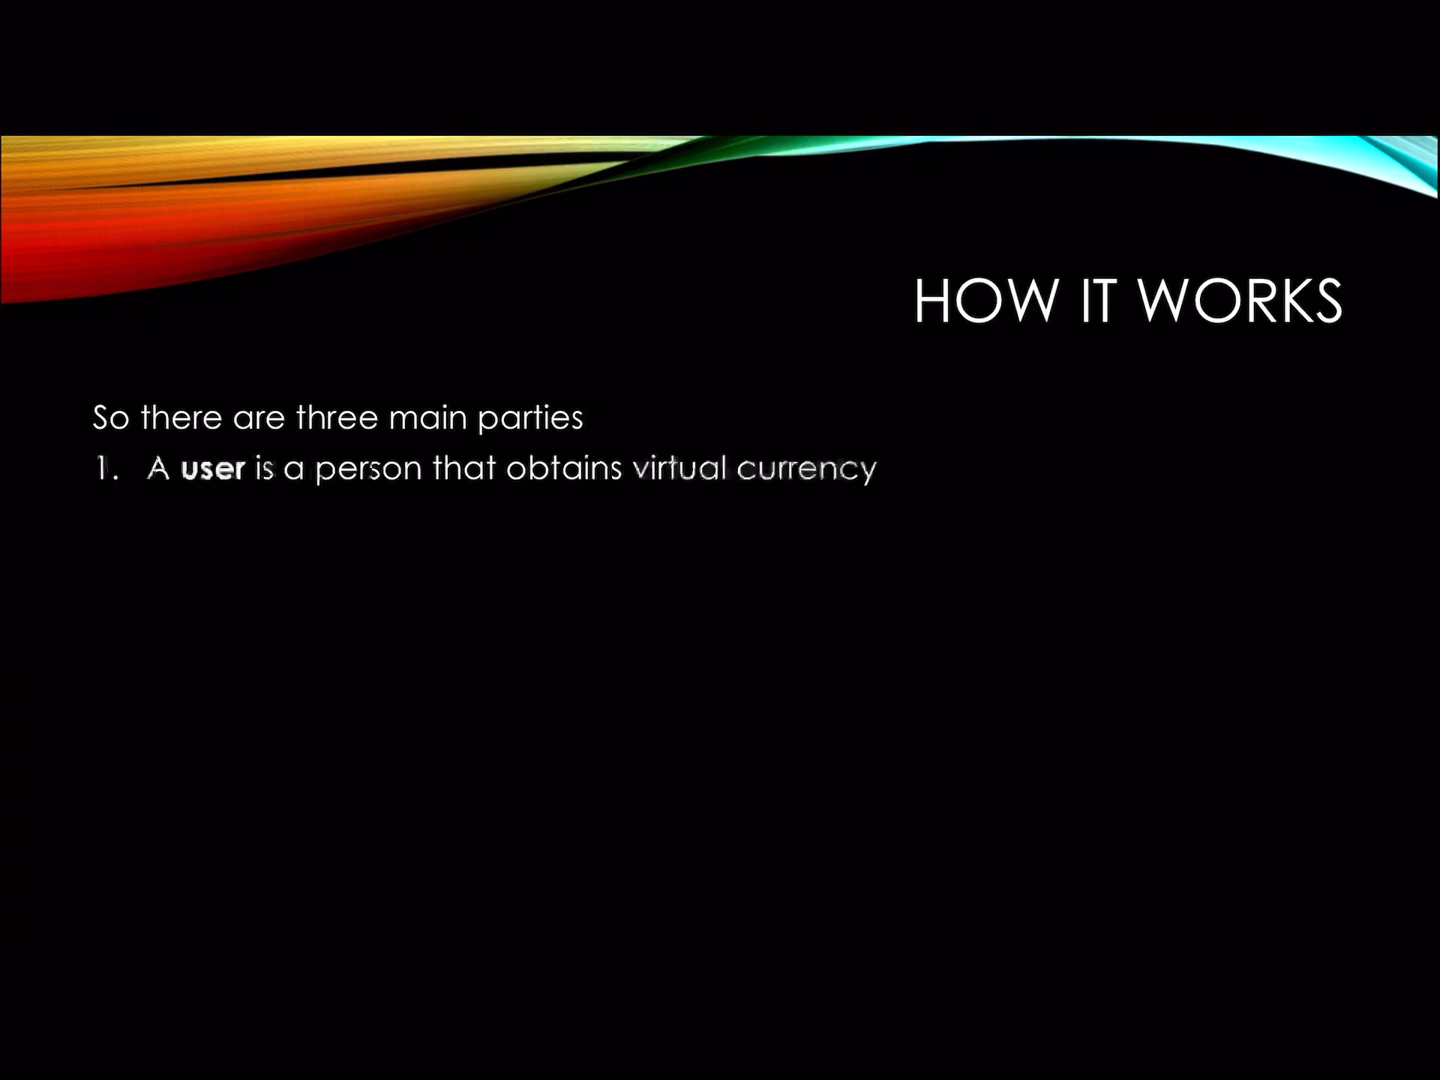 HOW IT WORKS
So there are three main parties
1. A user is a person that obtains virtual currency